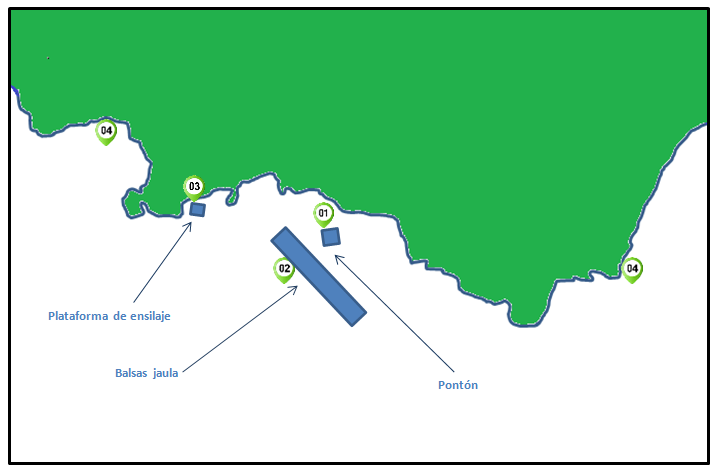 04
03
01
02
04
Plataforma de ensilaje
Balsas jaula
Pontón